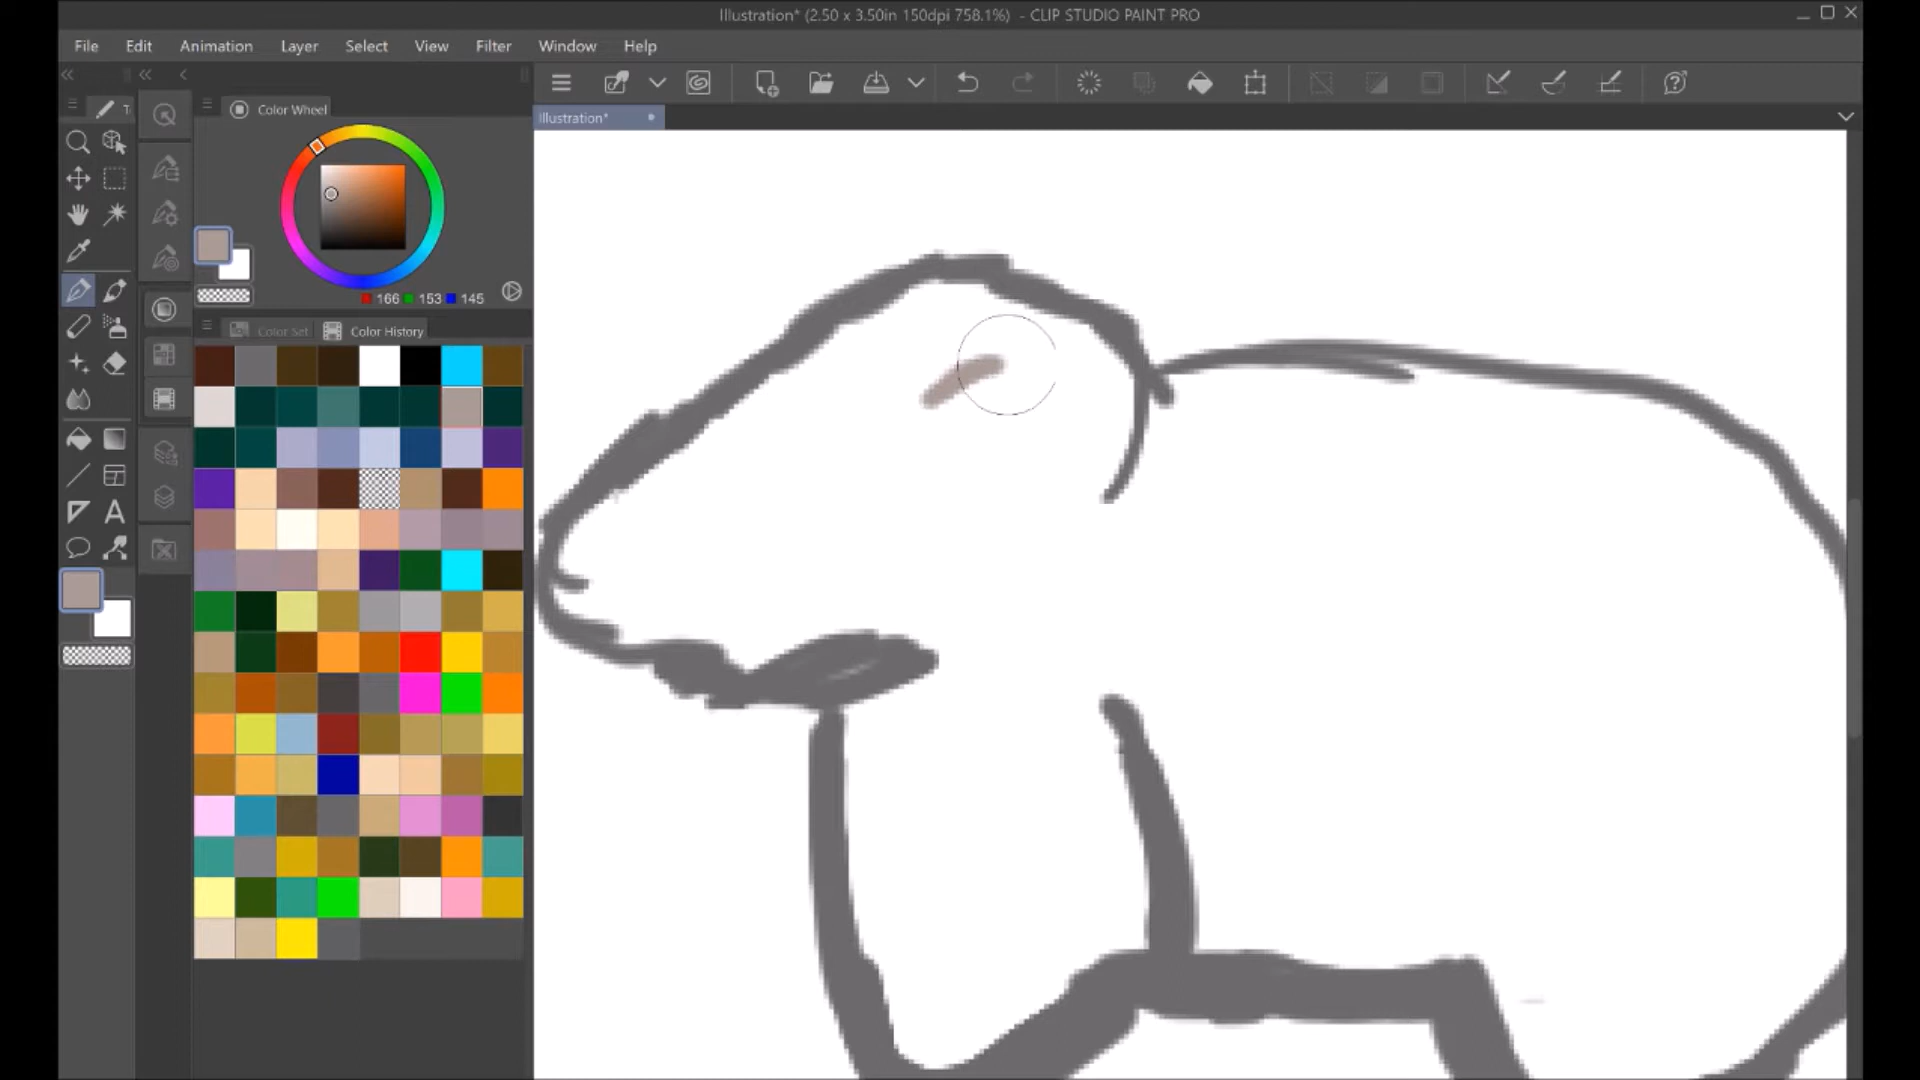 Illustration* (2.50 x 3.50in 150dpi 758.1%) - CLIP STUDIO PAINT PRO
File Edit Animation Layer Select View Filter Window Help
Color Wheel
Illustration*
166 153 145
Color Set Color History